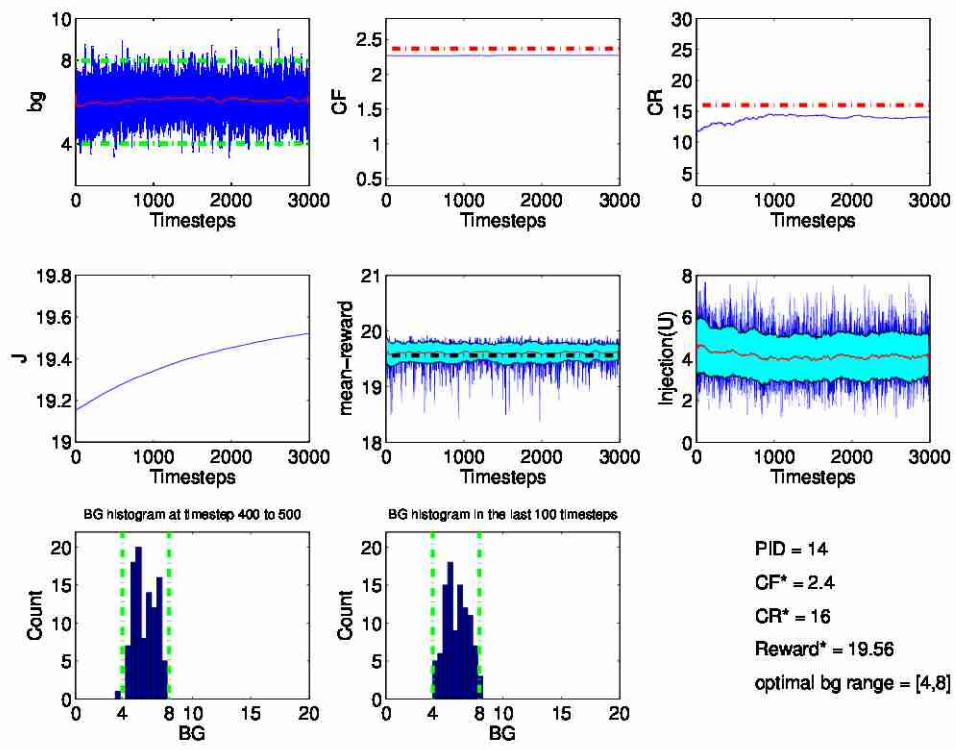 10
8
4
bg
0 1000 2000 3000
Timesteps
2.5
2
1.5
1
0.5
CF
0 1000 2000 3000
Timesteps
30
25
20
15
10
5
CR
0 1000 2000 3000
Timesteps
19.8
19.6
19.4
19.2
19
J
0 1000 2000 3000
Timesteps
21
20
19
18
mean-reward
0 1000 2000 3000
Timesteps
8
6
4
2
0
Injection(U)
0 1000 2000 3000
Timesteps
BG histogram at timestep 400 to 500
20
15
10
5
0
Count
0 4 8 12 16 20
BG
BG histogram in the last 100 timesteps
20
15
10
5
0
Count
0 4 8 12 16 20
BG
PID = 14
CF* = 2.4
CR* = 16
Reward* = 19.56
optimal bg range = [4,8]